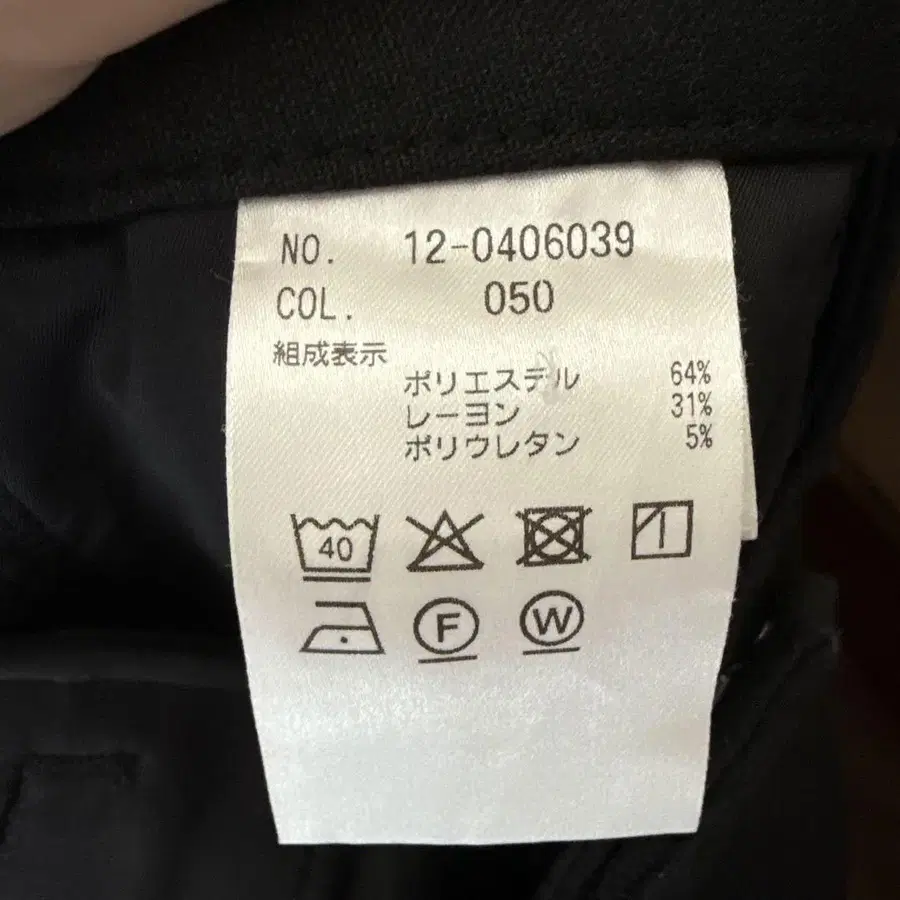 NO. 12-0406039
COL. 050
組成表示
ポリエステル 64%
レーヨン 31%
ポリウレタン 5%
40
F W